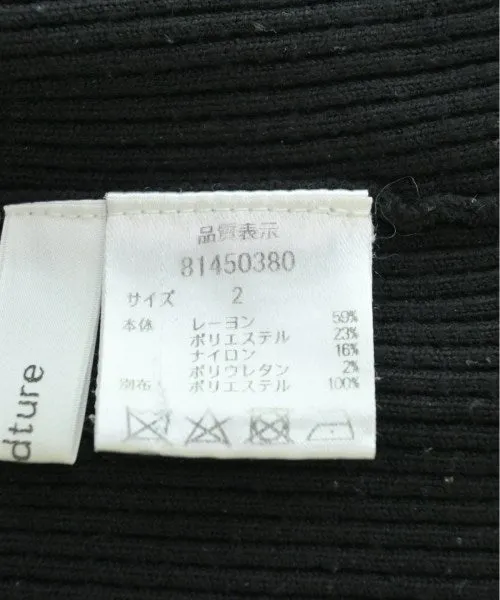 品質表示
81450380
サイズ 2
本体 レーヨン 59%
ポリエステル 23%
ナイロン 16%
ポリウレタン 2%
別布 ポリエステル 100%
dture